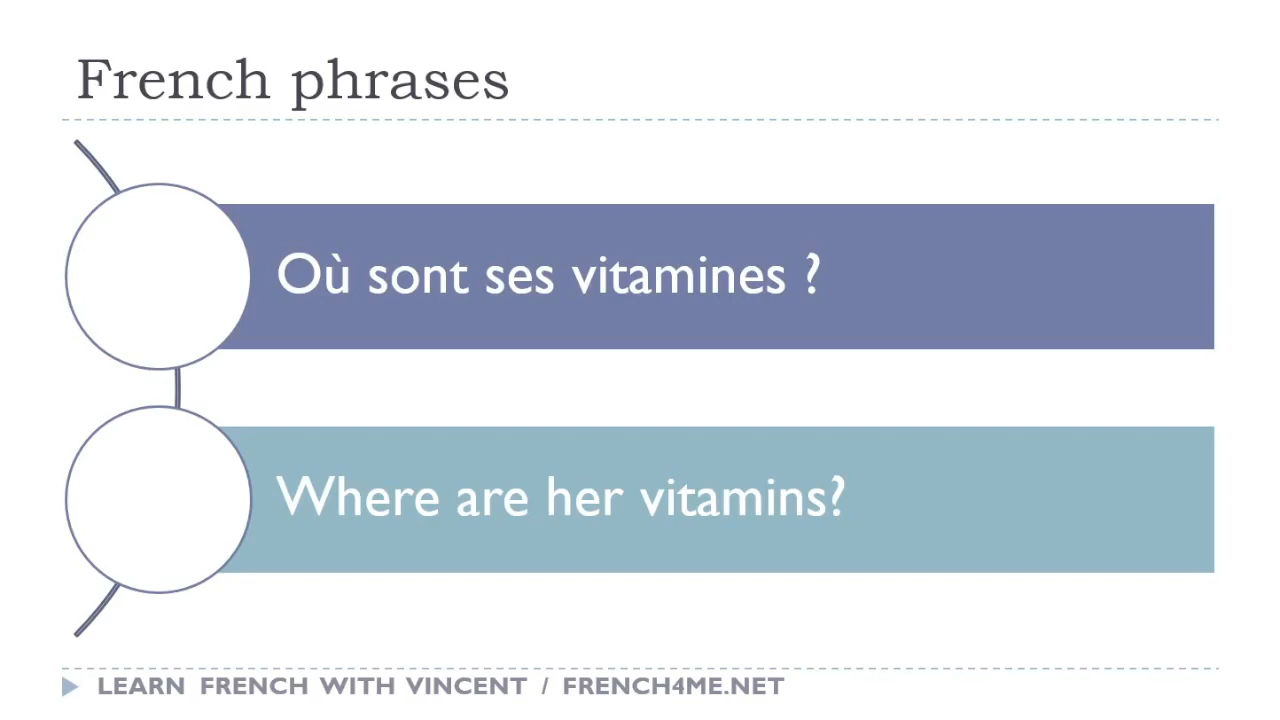 French phrases
Où sont ses vitamines ?
Where are her vitamins?
LEARN FRENCH WITH VINCENT / FRENCH4ME.NET